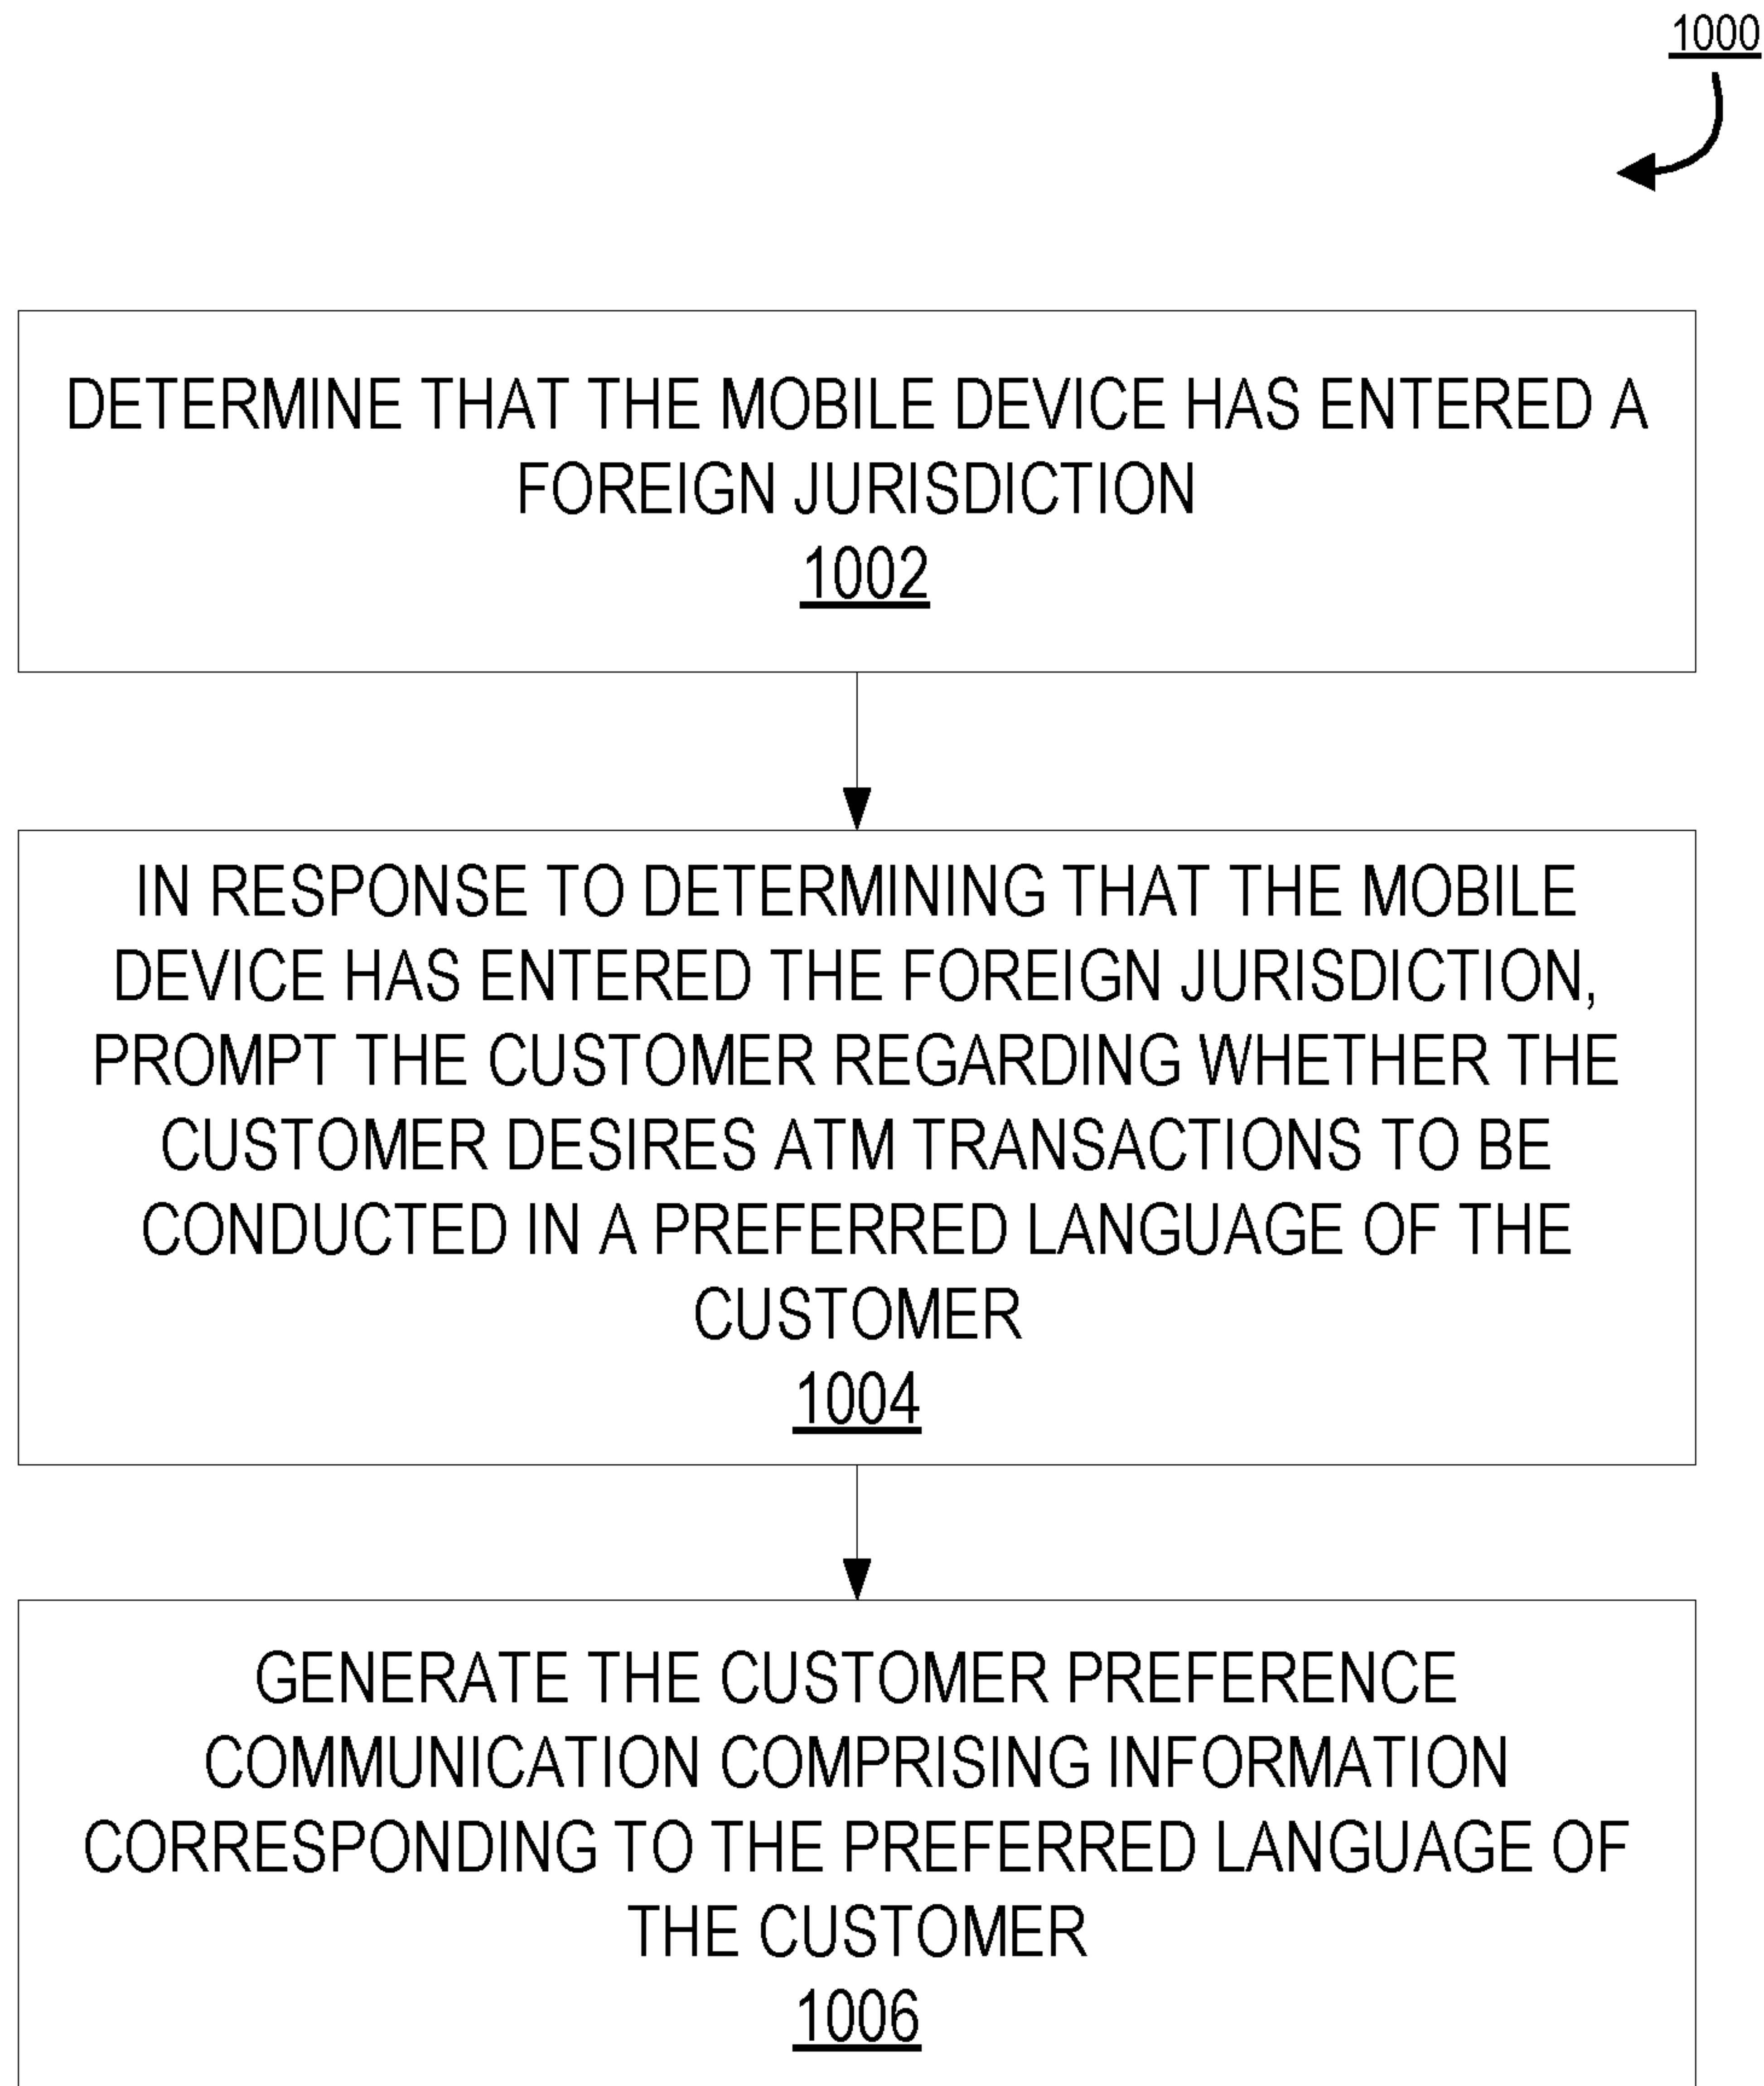 1000
DETERMINE THAT THE MOBILE DEVICE HAS ENTERED A
FOREIGN JURISDICTION
1002
IN RESPONSE TO DETERMINING THAT THE MOBILE
DEVICE HAS ENTERED THE FOREIGN JURISDICTION,
PROMPT THE CUSTOMER REGARDING WHETHER THE
CUSTOMER DESIRES ATM TRANSACTIONS TO BE
CONDUCTED IN A PREFERRED LANGUAGE OF THE
CUSTOMER
1004
GENERATE THE CUSTOMER PREFERENCE
COMMUNICATION COMPRISING INFORMATION
CORRESPONDING TO THE PREFERRED LANGUAGE OF
THE CUSTOMER
1006